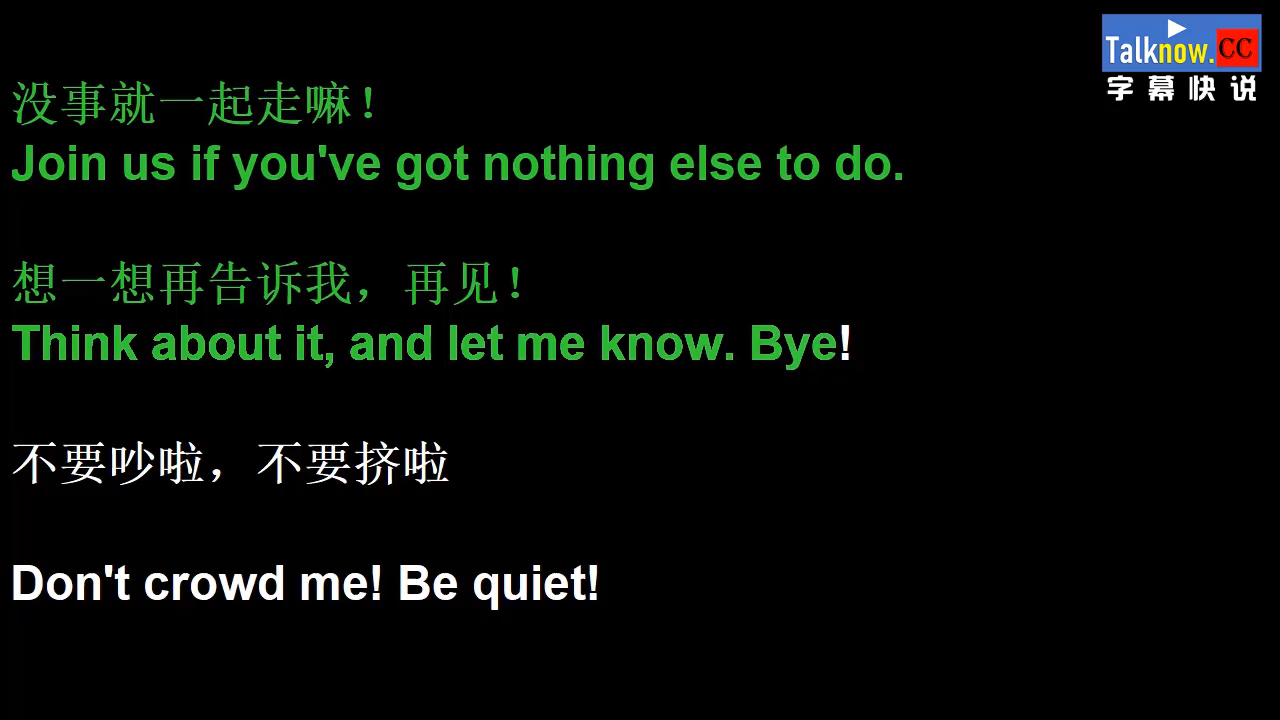 Talknow.CC
字幕快说
没事就一起走嘛！
Join us if you've got nothing else to do.
想一想再告诉我，再见！
Think about it, and let me know. Bye!
不要吵啦，不要挤啦
Don't crowd me! Be quiet!